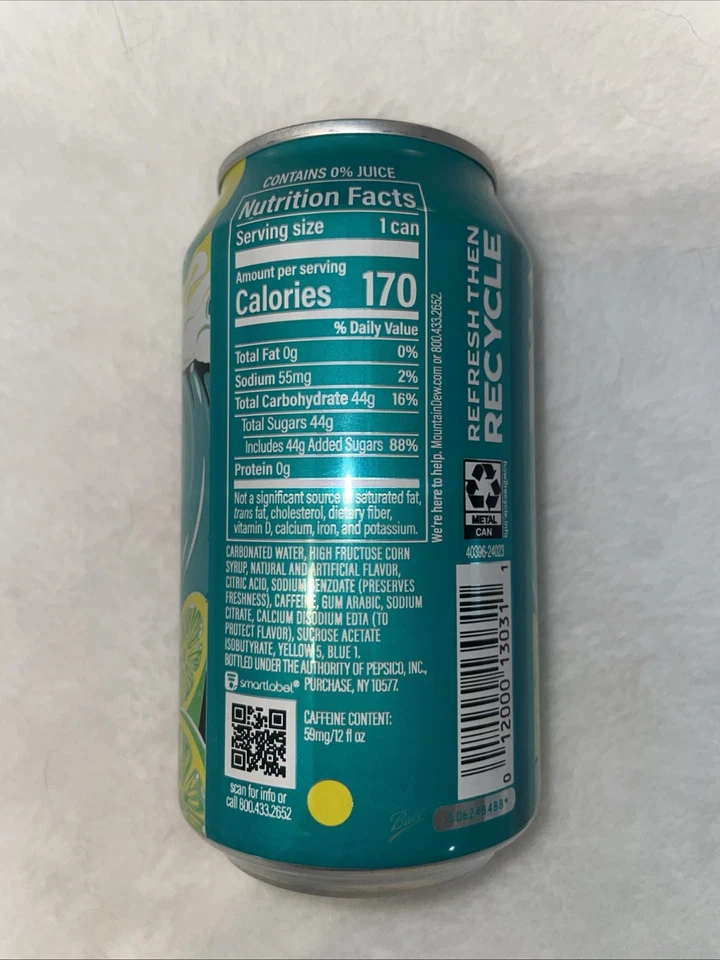 CONTAINS 0% JUICE
Nutrition Facts
Serving size 1 can
Amount per serving
Calories 170
% Daily Value
Total Fat 0g 0%
Sodium 55mg 2%
Total Carbohydrate 44g 16%
Total Sugars 44g
Includes 44g Added Sugars 88%
Protein 0g
Not a significant source of saturated fat,
trans fat, cholesterol, dietary fiber,
vitamin D, calcium, iron, and potassium.
CARBONATED WATER, HIGH FRUCTOSE CORN
SYRUP, NATURAL AND ARTIFICIAL FLAVOR,
CITRIC ACID, SODIUM BENZOATE (PRESERVES
FRESHNESS), CAFFEINE, GUM ARABIC, SODIUM
CITRATE, CALCIUM DISODIUM EDTA (TO
PROTECT FLAVOR), SUCROSE ACETATE
ISOBUTYRATE, YELLOW 5, BLUE 1.
BOTTLED UNDER THE AUTHORITY OF PEPSICO, INC.,
PURCHASE, NY 10577.
smartlabel®
CAFFEINE CONTENT:
59mg/12 fl oz
scan for info or
call 800.433.2652
We're here to help. MountainDew.com or 800.433.2652.
REFRESH THEN
RECYCLE
METAL
CAN
how2recycle.info
40396-24023
0 12000 13031 1
Ball